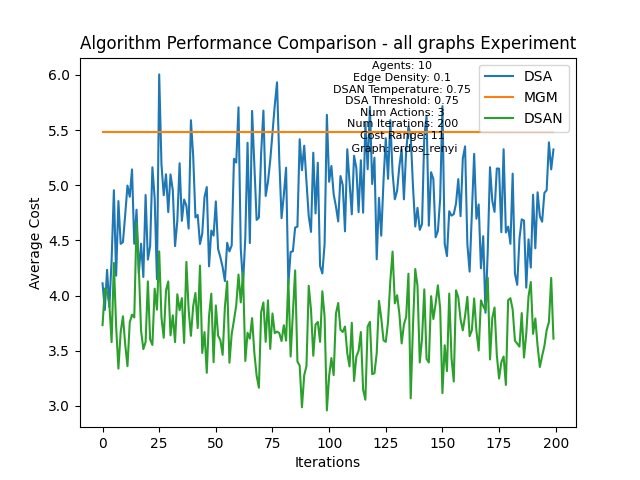 Algorithm Performance Comparison - all graphs Experiment
Agents: 10
Edge Density: 0.1
DSAN Temperature: 0.75
DSA Threshold: 0.75
Num Actions: 3
Num Iterations: 200
Cost Range: 11
Graph: erdos_renyi
DSA
MGM
DSAN
Average Cost
6.0
5.5
5.0
4.5
4.0
3.5
3.0
0 25 50 75 100 125 150 175 200
Iterations